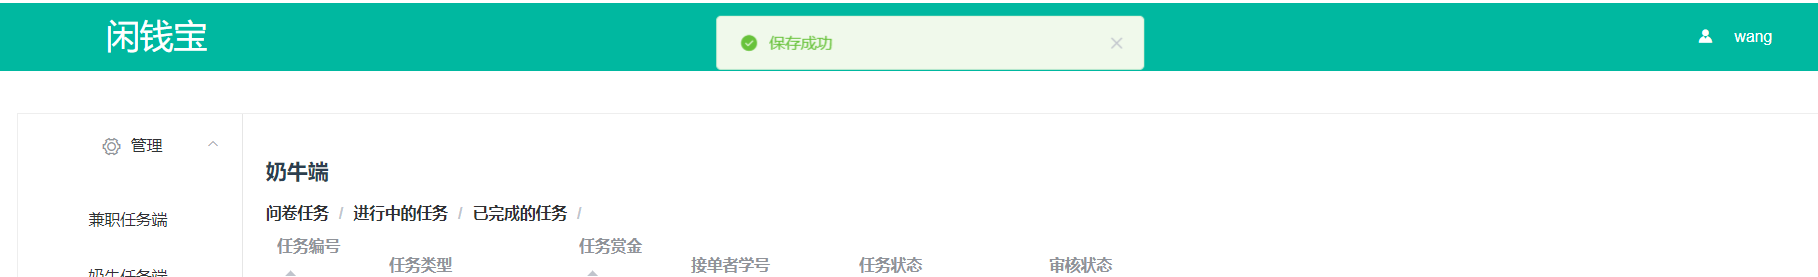 闲钱宝
保存成功
wang
管理
兼职任务端
奶牛任务端
奶牛端
问卷任务 / 进行中的任务 / 已完成的任务 /
任务编号 任务类型 任务赏金 接单者学号 任务状态 审核状态